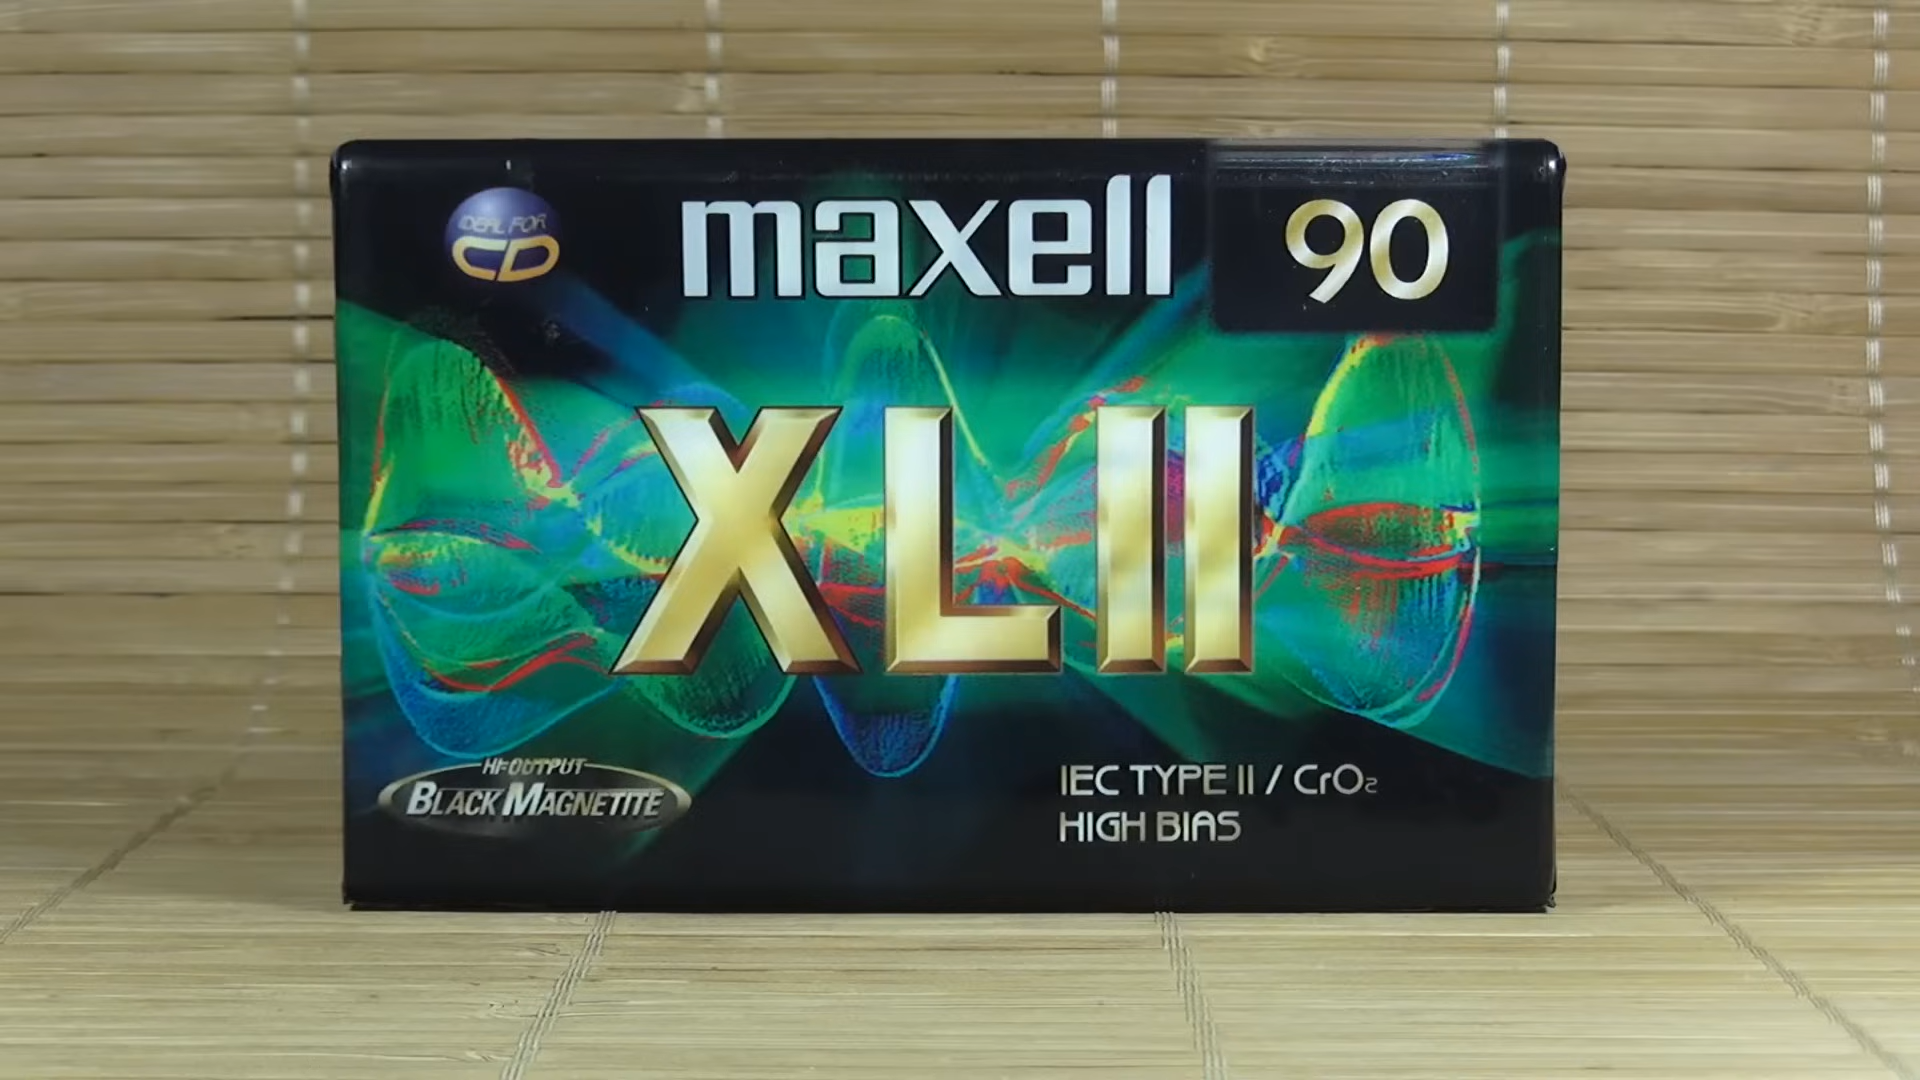 IDEAL FOR
CD
maxell
90
XLII
HI-OUTPUT
BLACK MAGNETITE
IEC TYPE II / CrO₂
HIGH BIAS